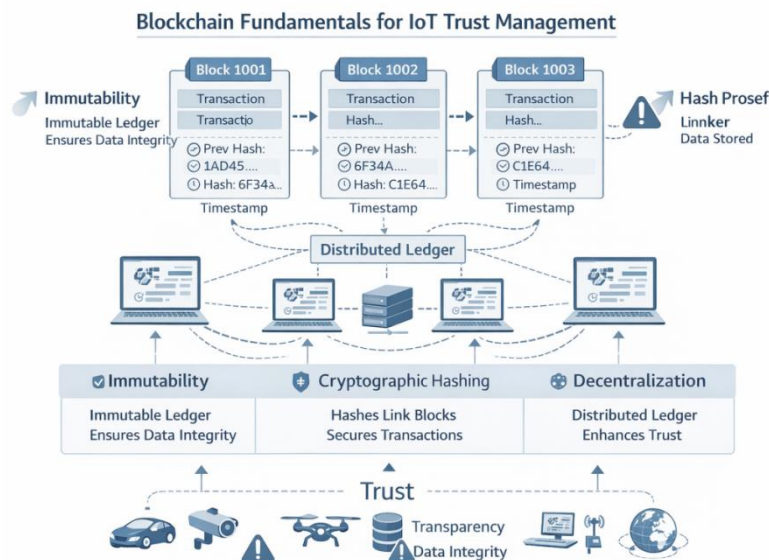 Blockchain Fundamentals for IoT Trust Management
Immutability
Immutable Ledger
Ensures Data Integrity
Block 1001
Transaction
Transactio
Prev Hash:
1AD45....
Hash: 6F34a...
Timestamp
Block 1002
Transaction
Hash...
Prev Hash:
6F34A....
Hash: C1E64....
Block 1003
Transaction
Hash...
Prev Hash:
C1E64....
Timestamp
Timestamp
Hash Prosef
Linnker
Data Stored
Distributed Ledger
Immutability
Immutable Ledger
Ensures Data Integrity
Cryptographic Hashing
Hashes Link Blocks
Secures Transactions
Decentralization
Distributed Ledger
Enhances Trust
Trust
Transparency
Data Integrity